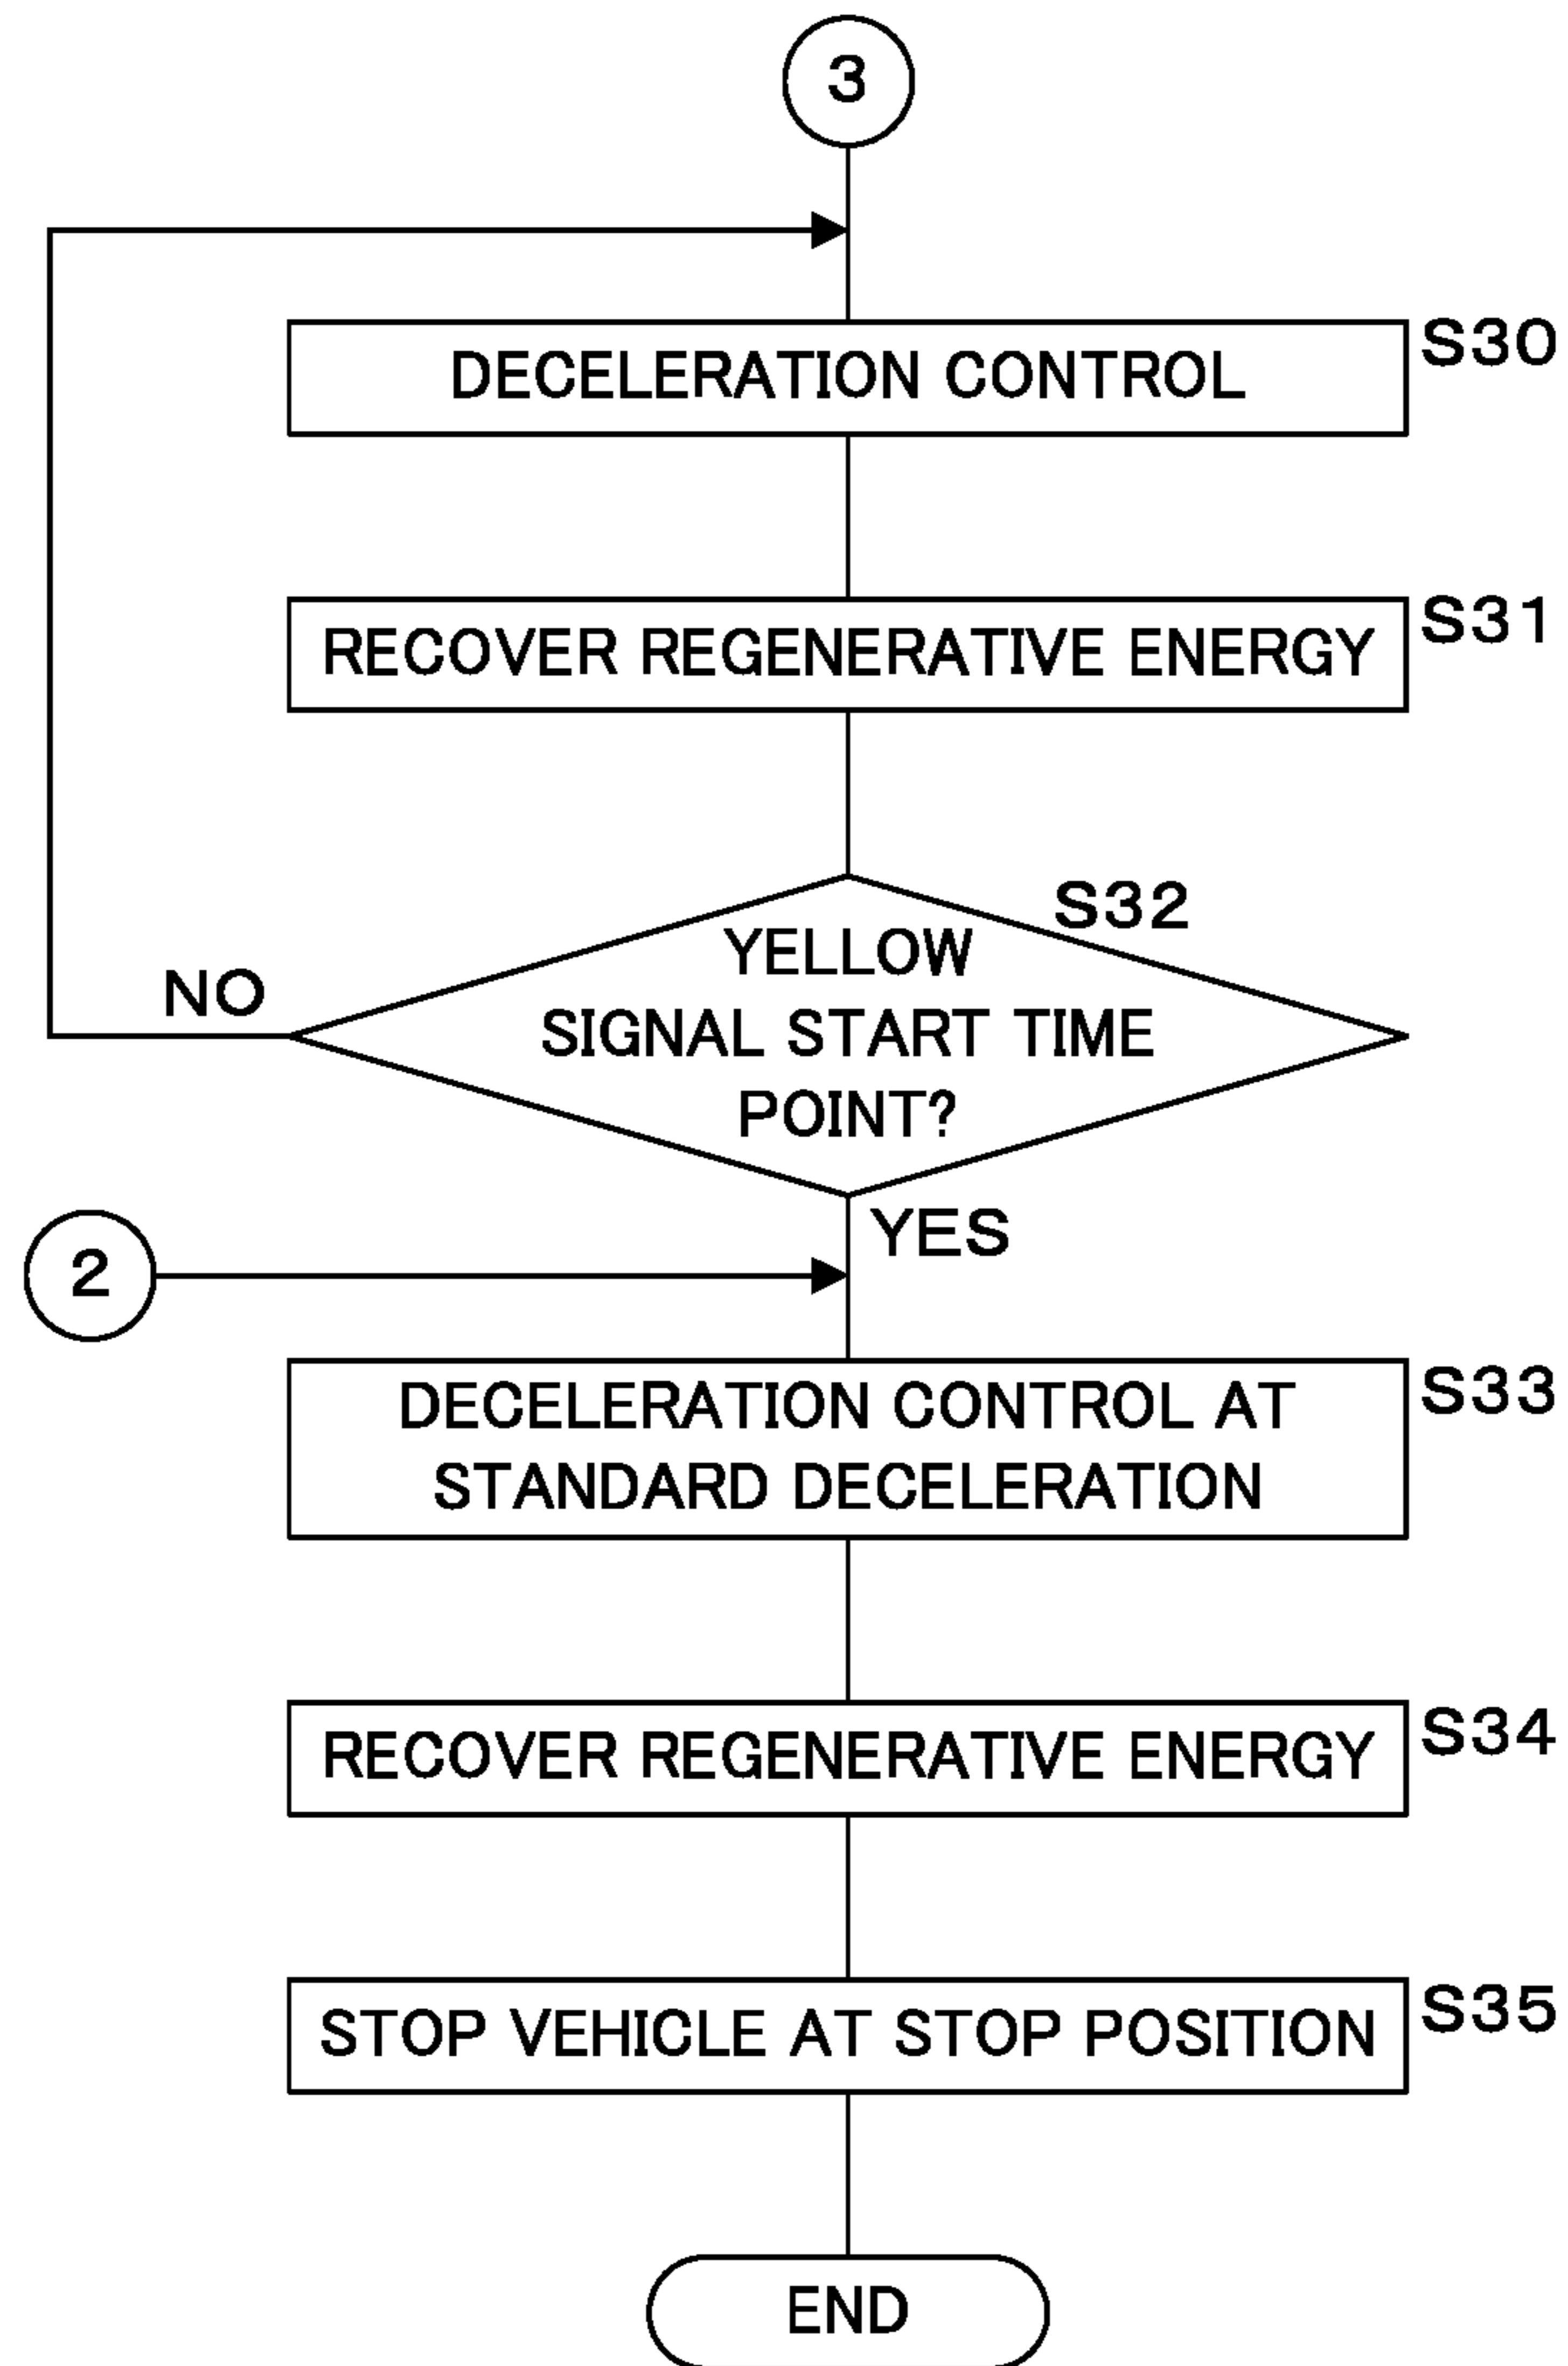 3
DECELERATION CONTROL
S30
RECOVER REGENERATIVE ENERGY
S31
S32
YELLOW
SIGNAL START TIME
POINT?
NO
YES
2
DECELERATION CONTROL AT
STANDARD DECELERATION
S33
RECOVER REGENERATIVE ENERGY
S34
STOP VEHICLE AT STOP POSITION
S35
END